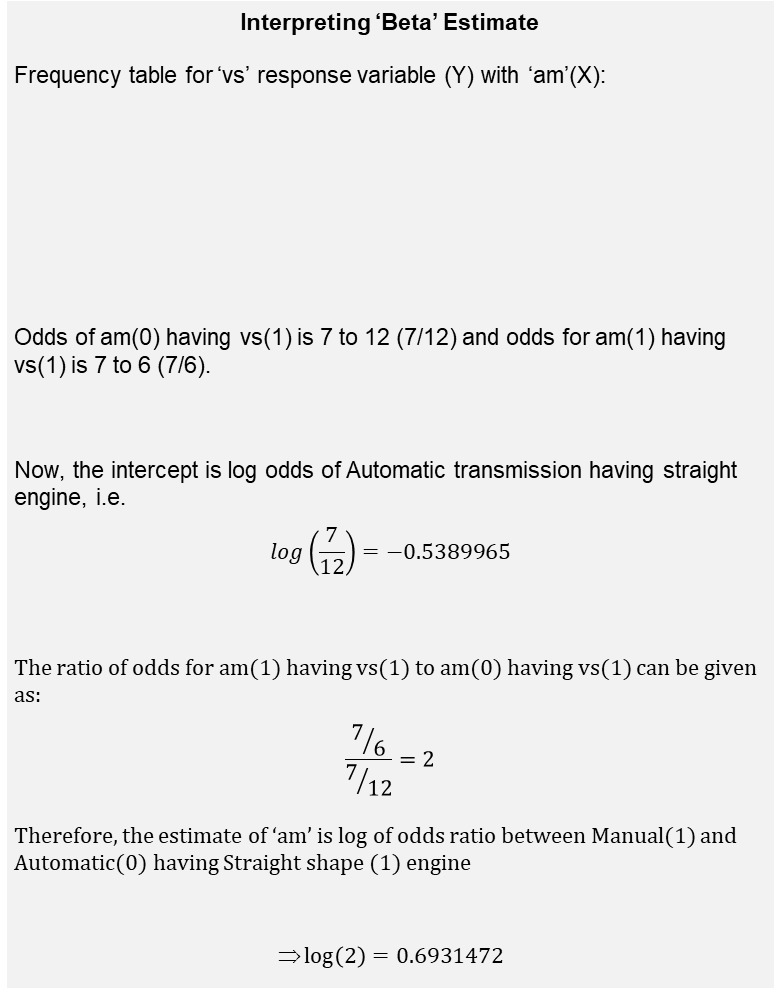 Interpreting ‘Beta’ Estimate
Frequency table for ‘vs’ response variable (Y) with ‘am’(X):
Odds of am(0) having vs(1) is 7 to 12 (7/12) and odds for am(1) having
vs(1) is 7 to 6 (7/6).
Now, the intercept is log odds of Automatic transmission having straight
engine, i.e.
log (7/12) = −0.5389965
The ratio of odds for am(1) having vs(1) to am(0) having vs(1) can be given
as:
(7/6)/(7/12) = 2
Therefore, the estimate of ‘am’ is log of odds ratio between Manual(1) and
Automatic(0) having Straight shape (1) engine
⇒log(2) = 0.6931472